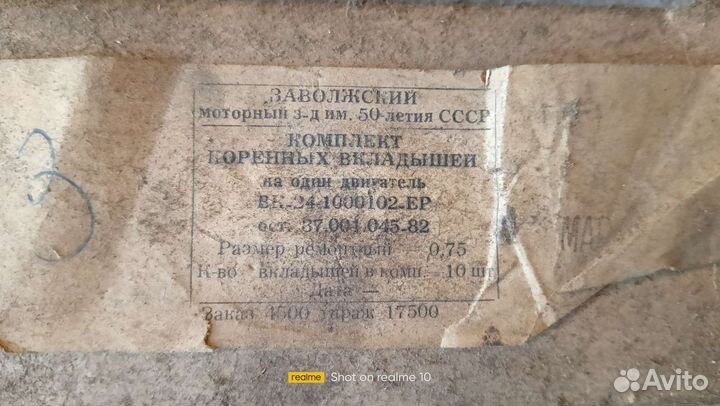 ЗАВОЛЖСКИЙ
моторный з-д им. 50-летия СССР
КОМПЛЕКТ
КОРЕННЫХ ВКЛАДЫШЕЙ
на один двигатель
ВК-24-1000102-ЕР
ост. 37.001.045-82
Размер ремонтный — 0,75
К-во вкладышей в комп. — 10 шт
Дата —
Заказ 4500 тираж 17500
МАР
realme Shot on realme 10
Avito